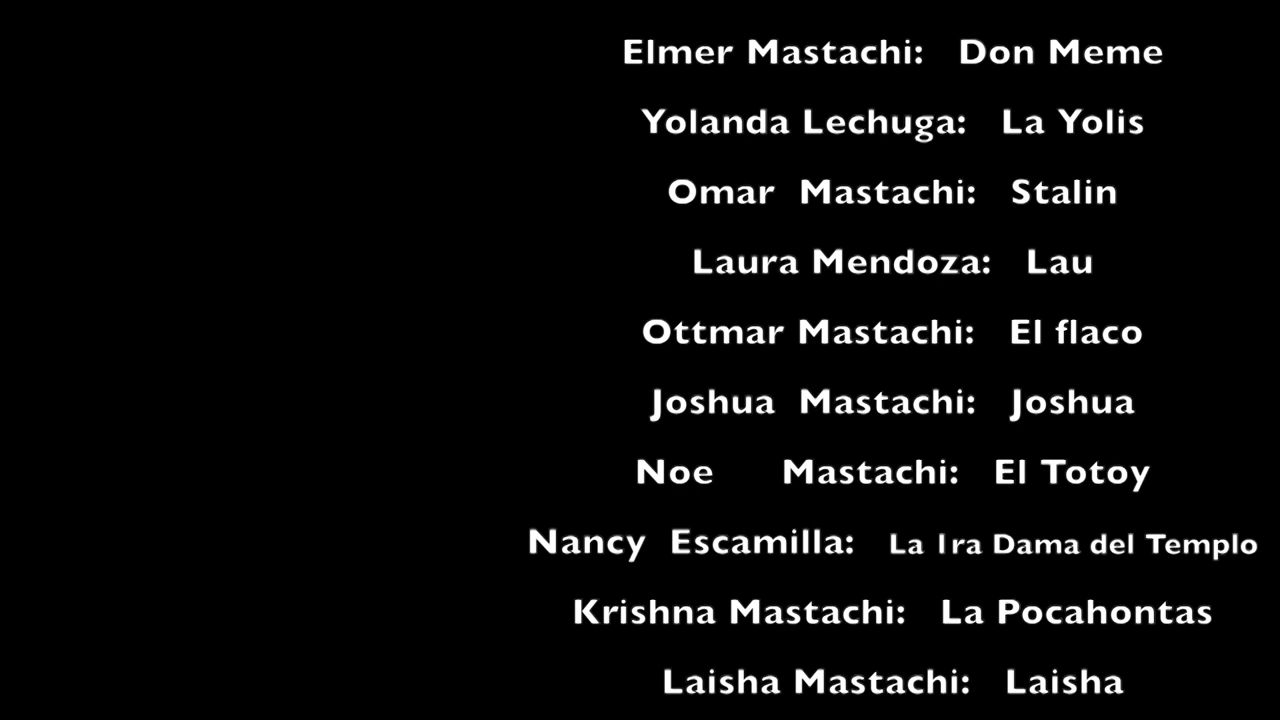 Elmer Mastachi: Don Meme
Yolanda Lechuga: La Yolis
Omar Mastachi: Stalin
Laura Mendoza: Lau
Ottmar Mastachi: El flaco
Joshua Mastachi: Joshua
Noe Mastachi: El Totoy
Nancy Escamilla: La 1ra Dama del Templo
Krishna Mastachi: La Pocahontas
Laisha Mastachi: Laisha